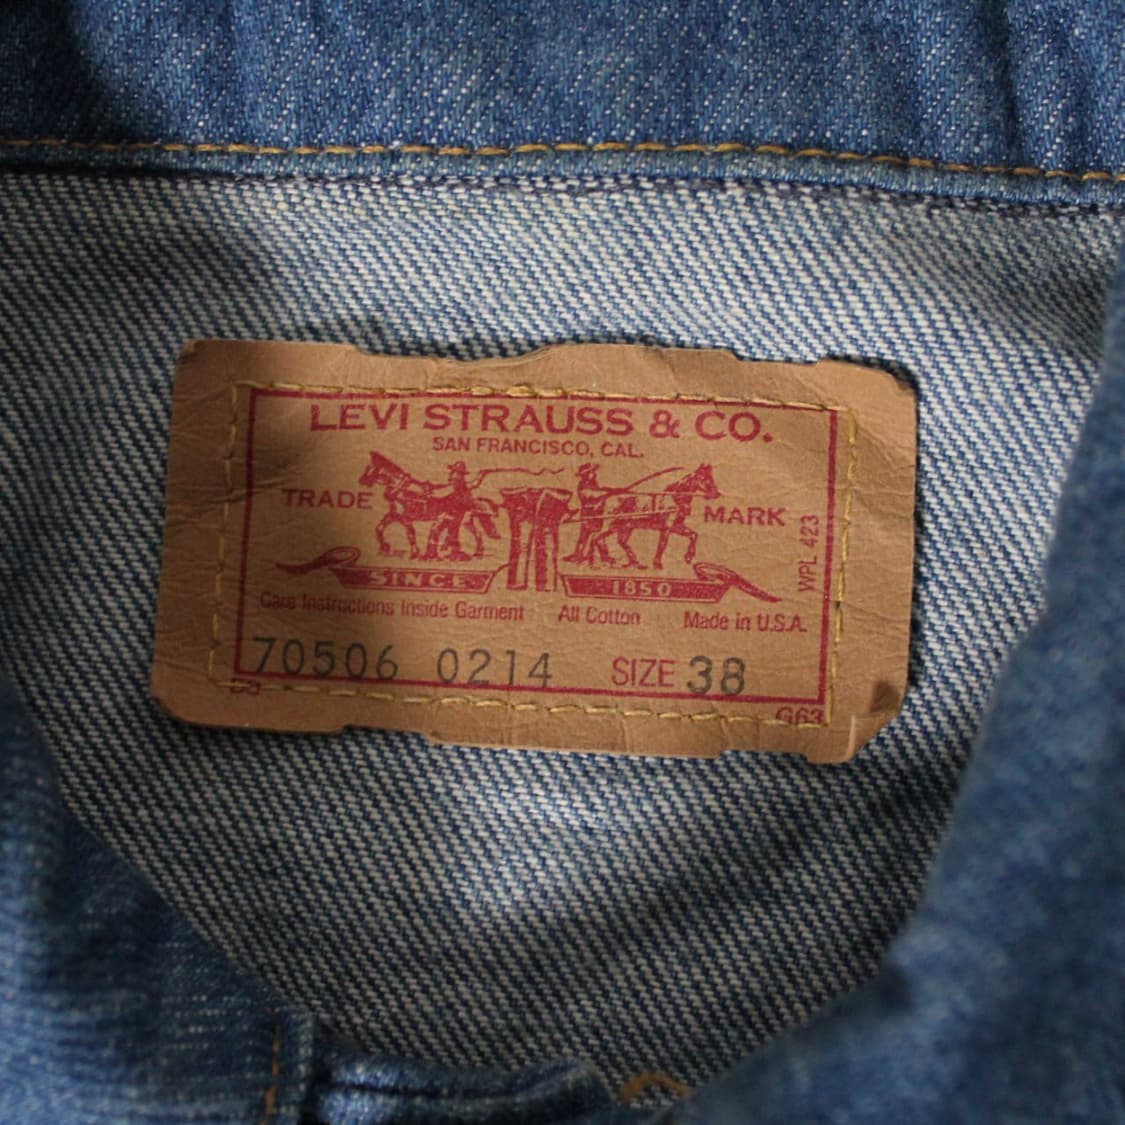 LEVI STRAUSS & CO.
SAN FRANCISCO, CAL.
TRADE MARK
WPL 423
SINCE 1850
Care Instructions Inside Garment All Cotton Made in U.S.A.
70506 0214 SIZE 38
G63